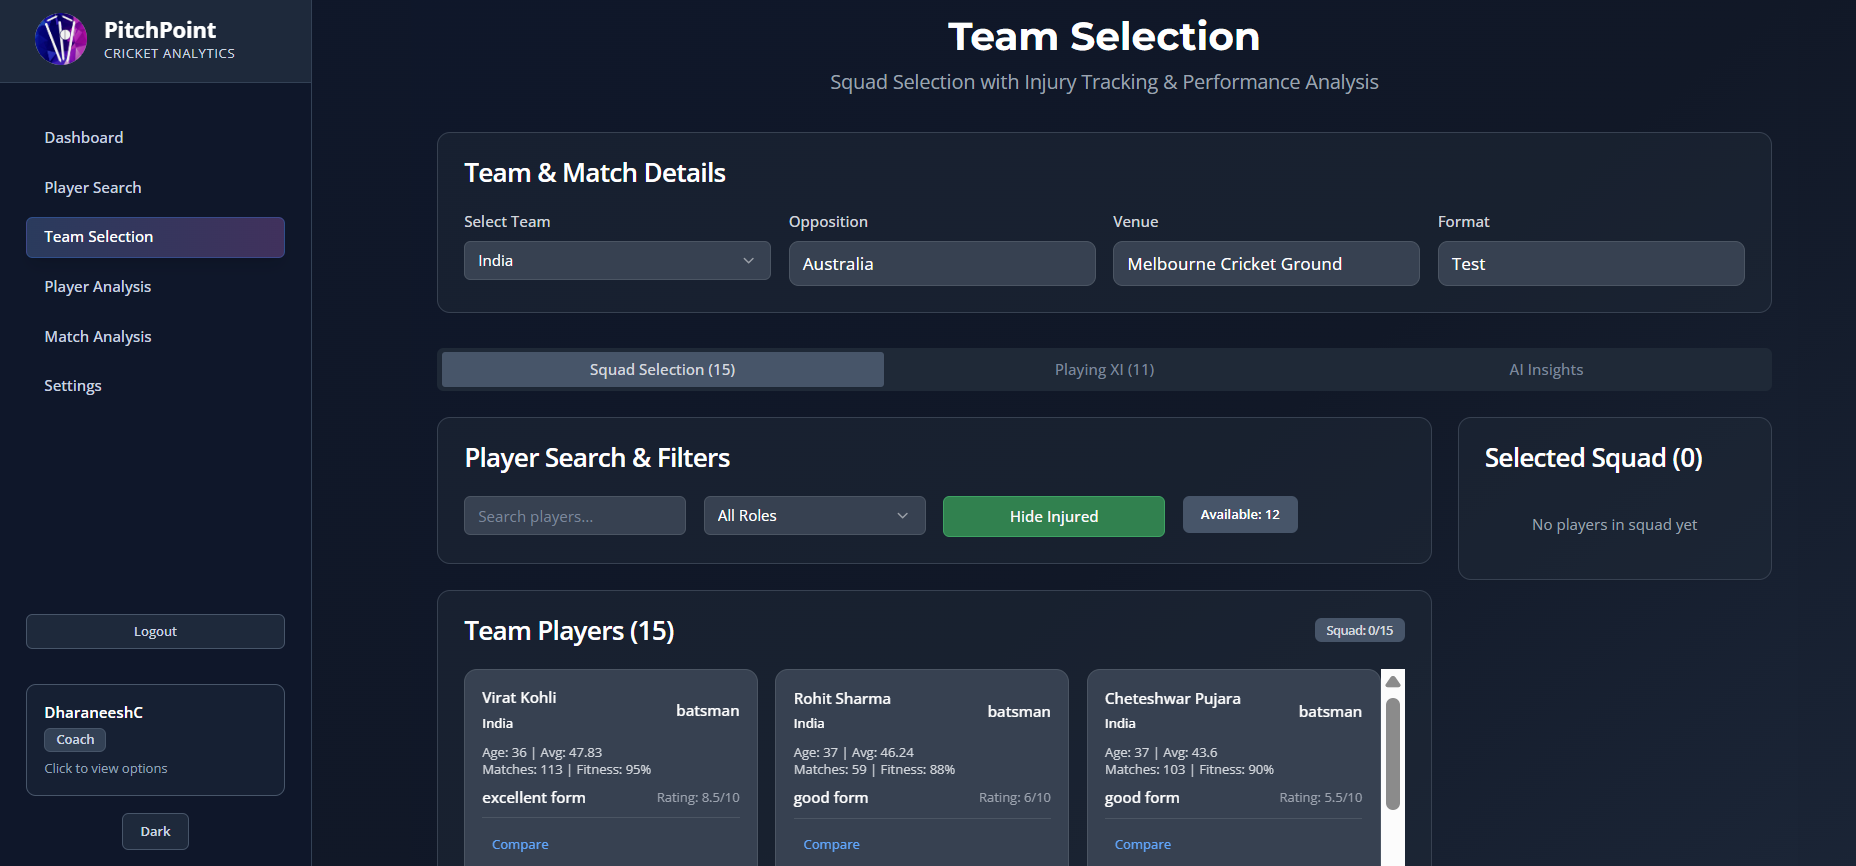 PitchPoint
CRICKET ANALYTICS
Dashboard
Player Search
Team Selection
Player Analysis
Match Analysis
Settings
Logout
DharaneeshC
Coach
Click to view options
Dark
Team Selection
Squad Selection with Injury Tracking & Performance Analysis
Team & Match Details
Select Team
Opposition
Venue
Format
India
Australia
Melbourne Cricket Ground
Test
Squad Selection (15)
Playing XI (11)
AI Insights
Player Search & Filters
Search players...
All Roles
Hide Injured
Available: 12
Selected Squad (0)
No players in squad yet
Team Players (15)
Squad: 0/15
Virat Kohli
India
batsman
Age: 36 | Avg: 47.83
Matches: 113 | Fitness: 95%
excellent form
Rating: 8.5/10
Compare
Rohit Sharma
India
batsman
Age: 37 | Avg: 46.24
Matches: 59 | Fitness: 88%
good form
Rating: 6/10
Compare
Cheteshwar Pujara
India
batsman
Age: 37 | Avg: 43.6
Matches: 103 | Fitness: 90%
good form
Rating: 5.5/10
Compare